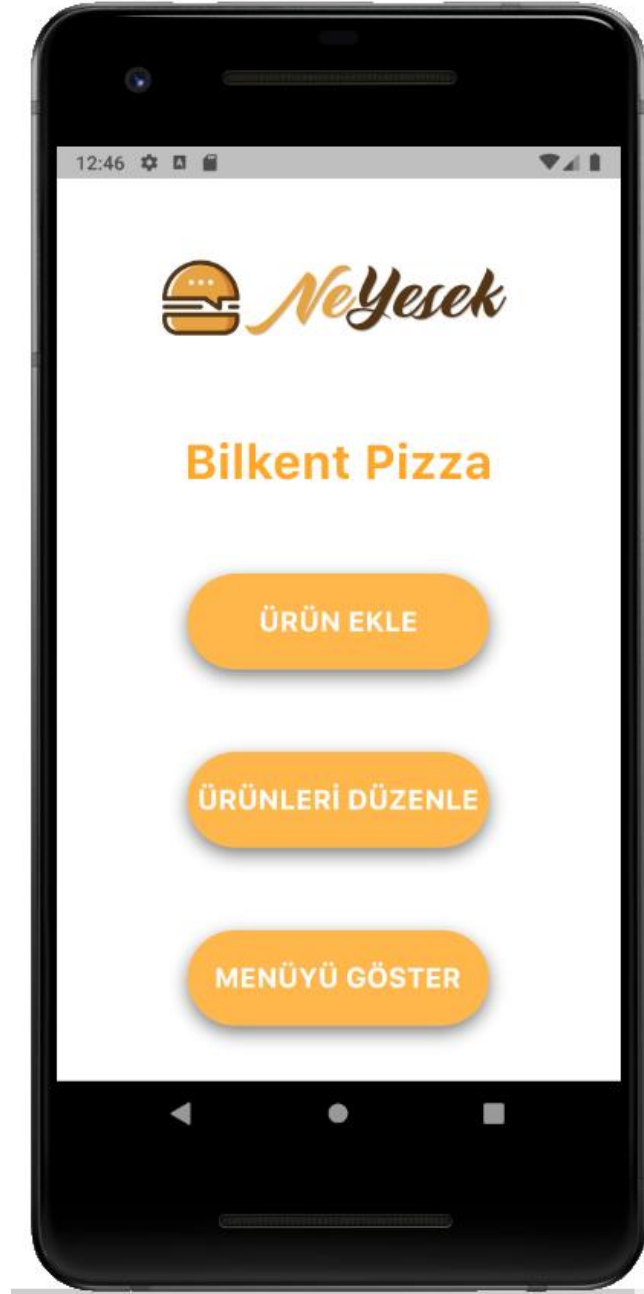 12:46
NeYesek
Bilkent Pizza
ÜRÜN EKLE
ÜRÜNLERİ DÜZENLE
MENÜYÜ GÖSTER